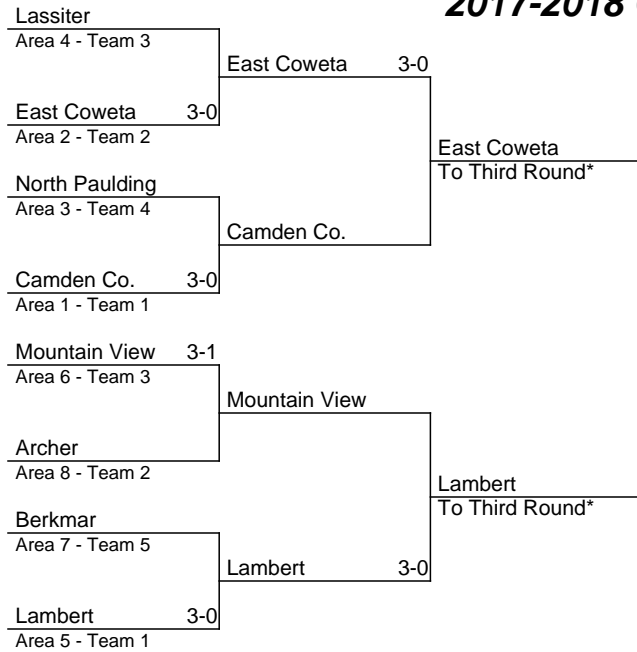 2017-2018
Lassiter
Area 4 - Team 3
East Coweta 3-0
East Coweta 3-0
Area 2 - Team 2
East Coweta
To Third Round*
North Paulding
Area 3 - Team 4
Camden Co.
Camden Co. 3-0
Area 1 - Team 1
Mountain View 3-1
Area 6 - Team 3
Mountain View
Archer
Area 8 - Team 2
Lambert
To Third Round*
Berkmar
Area 7 - Team 5
Lambert 3-0
Lambert 3-0
Area 5 - Team 1